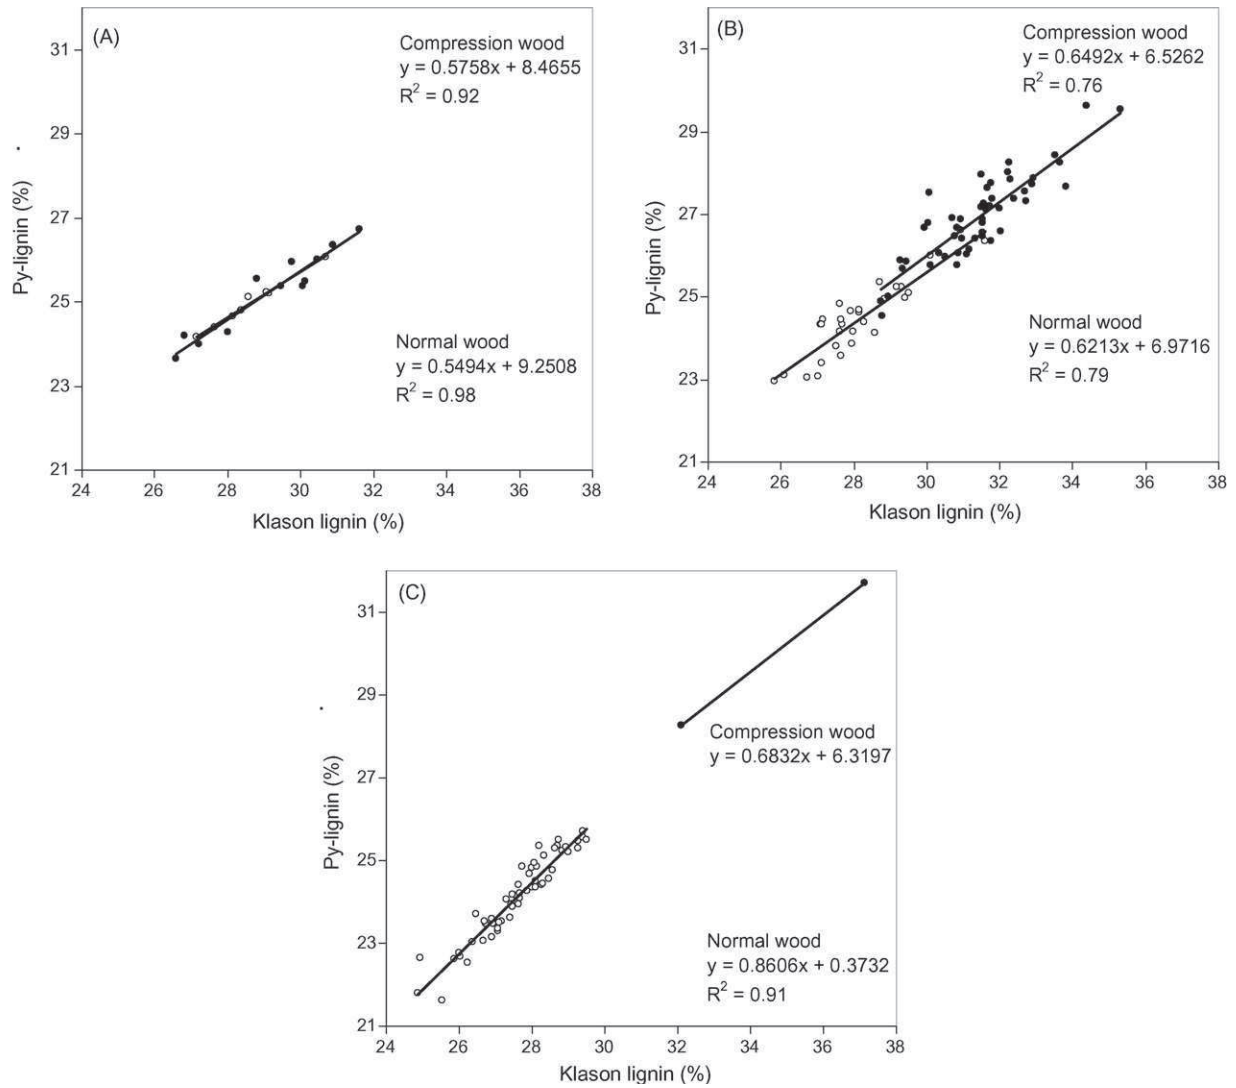 (A)
Compression wood
y = 0.5758x + 8.4655
R² = 0.92
Normal wood
y = 0.5494x + 9.2508
R² = 0.98
Py-lignin (%)
31
29
27
25
23
21
24 26 28 30 32 34 36 38
Klason lignin (%)
(B)
Compression wood
y = 0.6492x + 6.5262
R² = 0.76
Normal wood
y = 0.6213x + 6.9716
R² = 0.79
Py-lignin (%)
31
29
27
25
23
21
24 26 28 30 32 34 36 38
Klason lignin (%)
(C)
Compression wood
y = 0.6832x + 6.3197
Normal wood
y = 0.8606x + 0.3732
R² = 0.91
Py-lignin (%)
31
29
27
25
23
21
24 26 28 30 32 34 36 38
Klason lignin (%)